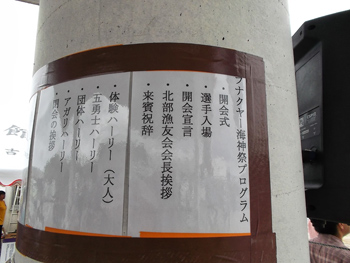 フナクヤー海神祭プログラム
・開会式
・選手入場
・開会宣言
・北部漁友会会長挨拶
・来賓祝辞
・体験ハーリー（大人）
・五勇士ハーリー
・団体ハーリー
・アガリハーリー
・閉会の挨拶